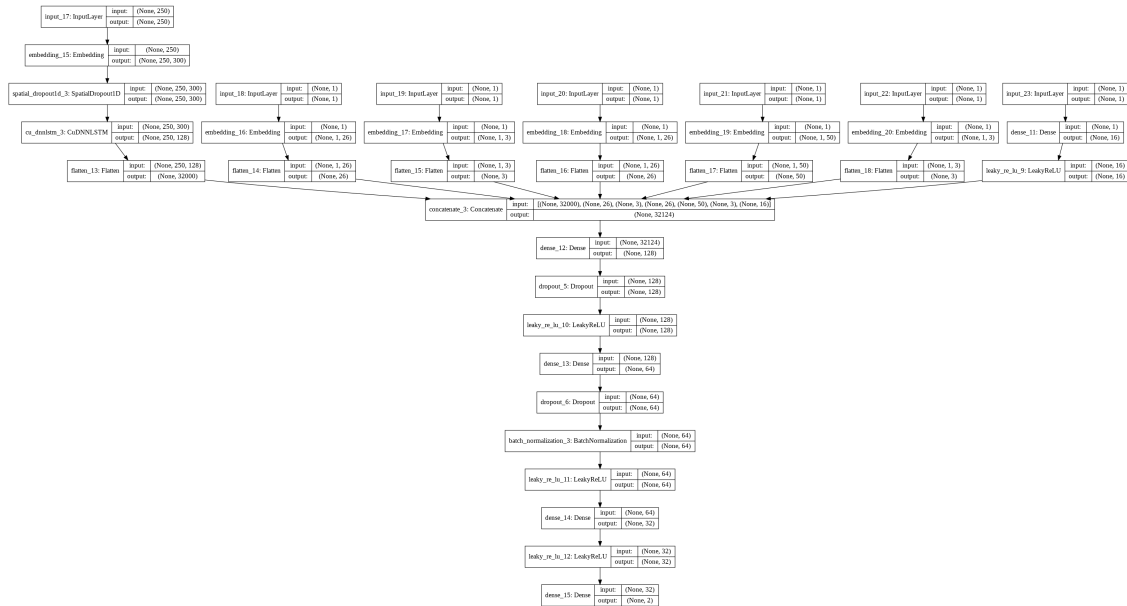 input_17: InputLayer input: (None, 250)
output: (None, 250)
embedding_15: Embedding input: (None, 250)
output: (None, 250, 300)
spatial_dropout1d_3: SpatialDropout1D input: (None, 250, 300)
output: (None, 250, 300)
input_18: InputLayer input: (None, 1)
output: (None, 1)
input_19: InputLayer input: (None, 1)
output: (None, 1)
input_20: InputLayer input: (None, 1)
output: (None, 1)
input_21: InputLayer input: (None, 1)
output: (None, 1)
input_22: InputLayer input: (None, 1)
output: (None, 1)
input_23: InputLayer input: (None, 1)
output: (None, 1)
cu_dnnlstm_3: CuDNNLSTM input: (None, 250, 300)
output: (None, 250, 128)
embedding_16: Embedding input: (None, 1)
output: (None, 1, 26)
embedding_17: Embedding input: (None, 1)
output: (None, 1, 3)
embedding_18: Embedding input: (None, 1)
output: (None, 1, 26)
embedding_19: Embedding input: (None, 1)
output: (None, 1, 50)
embedding_20: Embedding input: (None, 1)
output: (None, 1, 3)
dense_11: Dense input: (None, 1)
output: (None, 16)
flatten_13: Flatten input: (None, 250, 128)
output: (None, 32000)
flatten_14: Flatten input: (None, 1, 26)
output: (None, 26)
flatten_15: Flatten input: (None, 1, 3)
output: (None, 3)
flatten_16: Flatten input: (None, 1, 26)
output: (None, 26)
flatten_17: Flatten input: (None, 1, 50)
output: (None, 50)
flatten_18: Flatten input: (None, 1, 3)
output: (None, 3)
leaky_re_lu_9: LeakyReLU input: (None, 16)
output: (None, 16)
concatenate_3: Concatenate input: [(None, 32000), (None, 26), (None, 3), (None, 26), (None, 50), (None, 3), (None, 16)]
output: (None, 32124)
dense_12: Dense input: (None, 32124)
output: (None, 128)
dropout_5: Dropout input: (None, 128)
output: (None, 128)
leaky_re_lu_10: LeakyReLU input: (None, 128)
output: (None, 128)
dense_13: Dense input: (None, 128)
output: (None, 64)
dropout_6: Dropout input: (None, 64)
output: (None, 64)
batch_normalization_3: BatchNormalization input: (None, 64)
output: (None, 64)
leaky_re_lu_11: LeakyReLU input: (None, 64)
output: (None, 64)
dense_14: Dense input: (None, 64)
output: (None, 32)
leaky_re_lu_12: LeakyReLU input: (None, 32)
output: (None, 32)
dense_15: Dense input: (None, 32)
output: (None, 2)